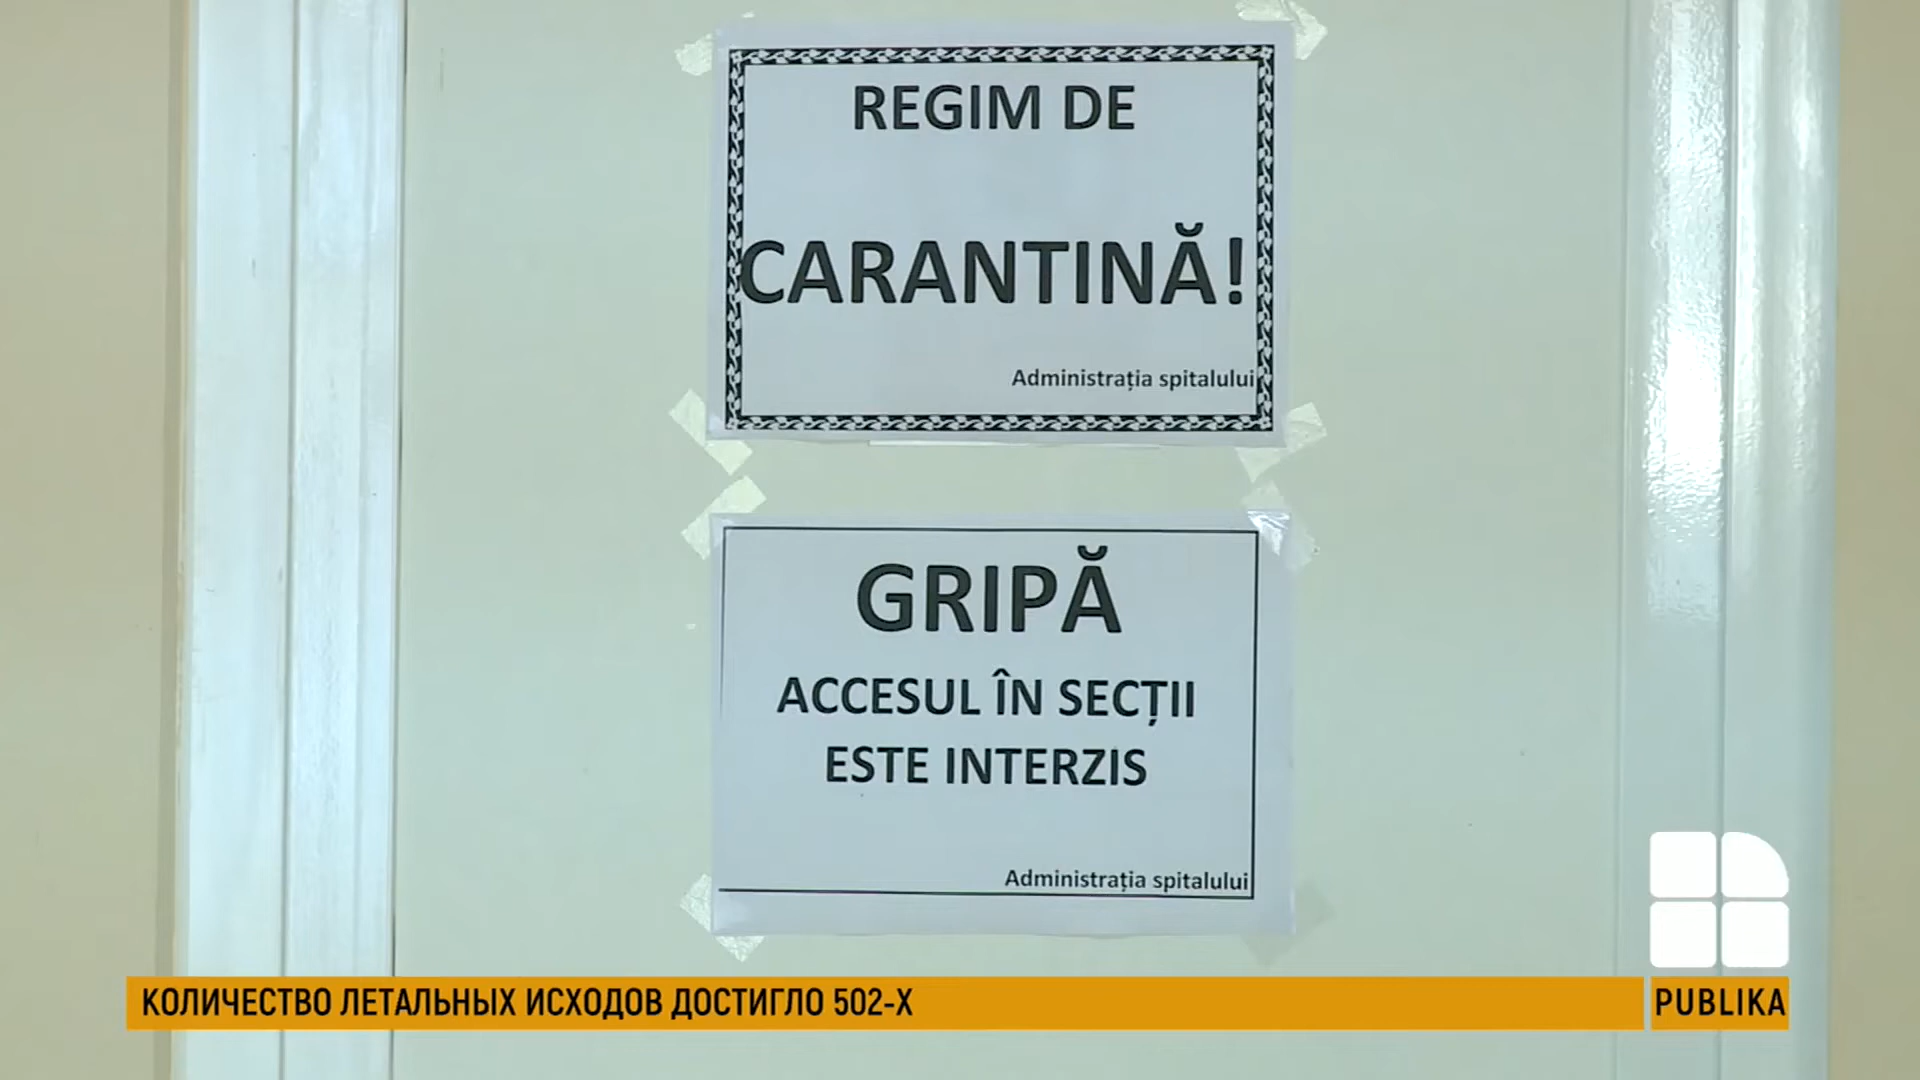 REGIM DE
CARANTINĂ!
Administrația spitalului
GRIPĂ
ACCESUL ÎN SECȚII
ESTE INTERZIS
Administrația spitalului
КОЛИЧЕСТВО ЛЕТАЛЬНЫХ ИСХОДОВ ДОСТИГЛО 502-Х
PUBLIKA